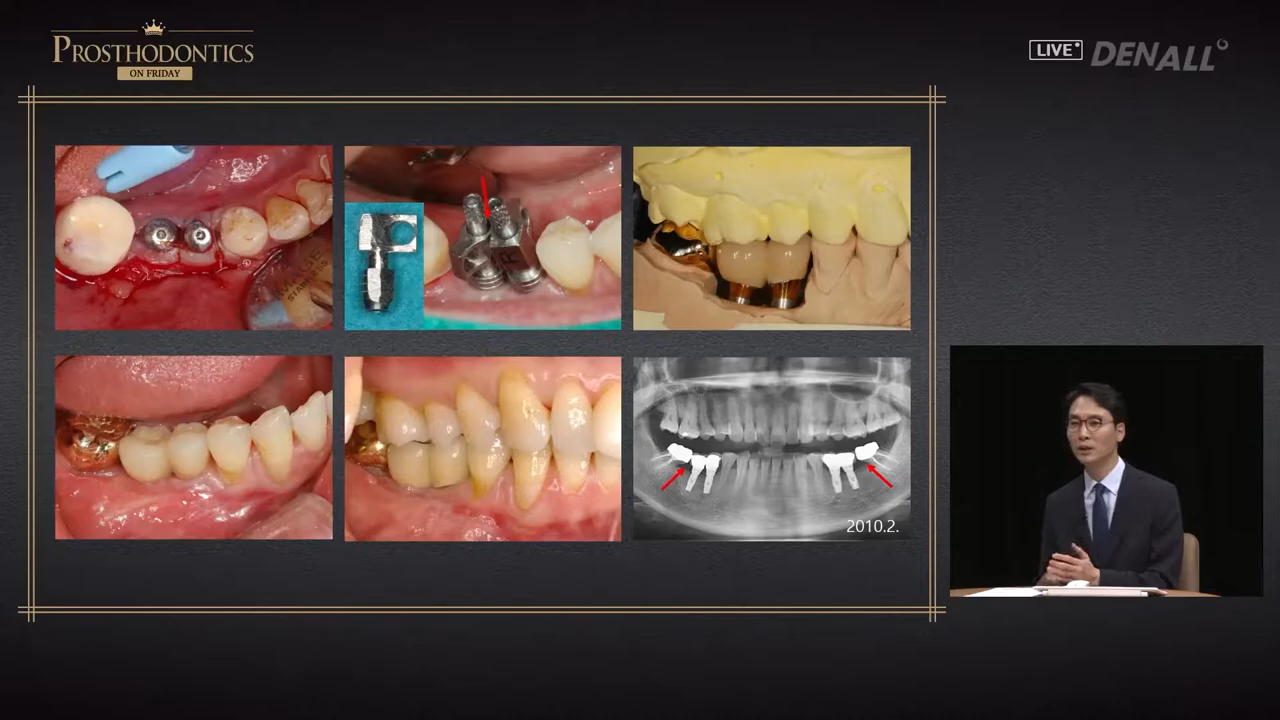 PROSTHODONTICS
ON FRIDAY
LIVE
DENALL
R
2010.2.